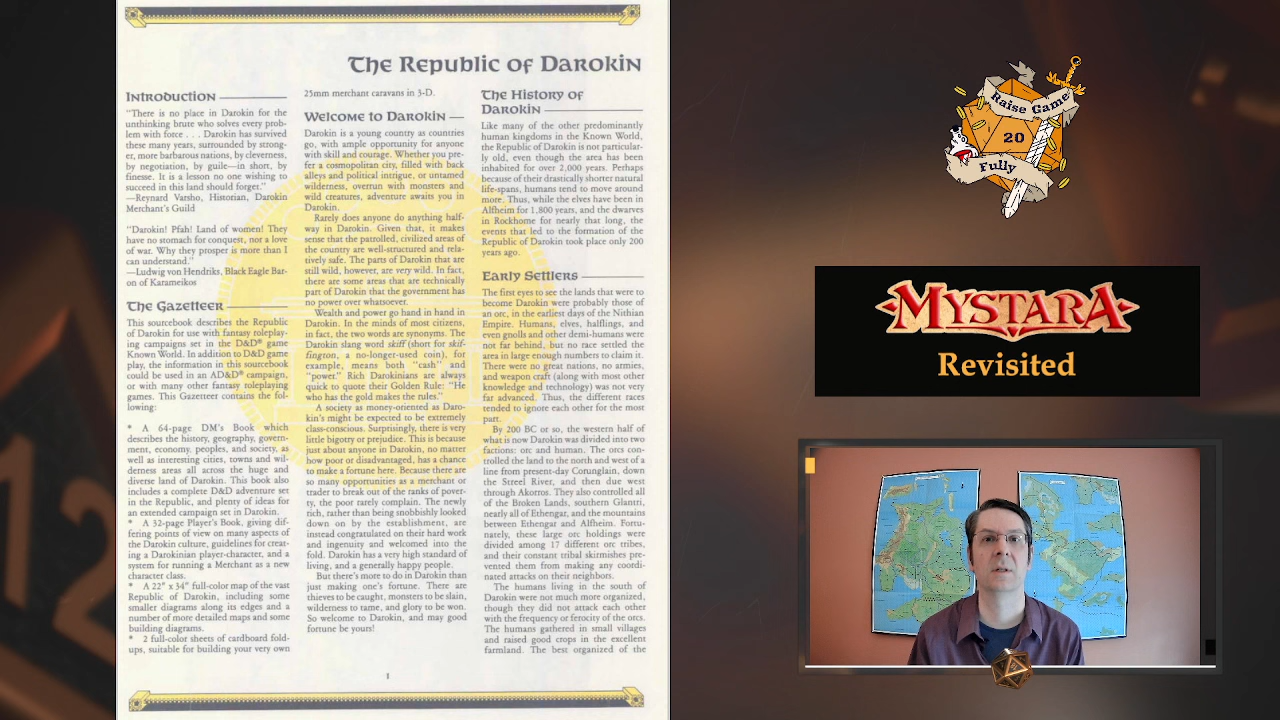 The Republic of Darokin
Introduction
“There is no place in Darokin for the
unthinking brute who solves every prob-
lem with force . . . Darokin has survived
these many years, surrounded by strong-
er, more barbarous nations, by cleverness,
by negotiation, by guile—in short, by
finesse. It is a lesson no one wishing to
succeed in this land should forget.”
—Reynard Varsho, Historian, Darokin
Merchant's Guild
“Darokin! Pfah! Land of women! They
have no stomach for conquest, not a love
of war. Why they prosper is more than I
can understand.”
—Ludwig von Hendriks, Black Eagle Bar-
on of Karameikos
The Gazetteer
This sourcebook describes the Republic
of Darokin for use with fantasy roleplay-
ing campaigns set in the D&D® game
Known World. In addition to D&D game
play, the information in this sourcebook
could be used in an AD&D® campaign,
or with many other fantasy roleplaying
games. This Gazetteer contains the fol-
lowing:
* A 64-page DM's Book which
describes the history, geography, govern-
ment, economy, peoples, and society, as
well as interesting cities, towns and wil-
derness areas all across the huge and
diverse land of Darokin. This book also
includes a complete D&D adventure set
in the Republic, and plenty of ideas for
an extended campaign set in Darokin.
* A 32-page Player's Book, giving dif-
fering points of view on many aspects of
the Darokin culture, guidelines for creat-
ing a Darokinian player-character, and a
system for running a Merchant as a new
character class.
* A 22" x 34" full-color map of the vast
Republic of Darokin, including some
smaller diagrams along its edges and a
number of more detailed maps and some
building diagrams.
* 2 full-color sheets of cardboard fold-
ups, suitable for building your very own
25mm merchant caravans in 3-D.
Welcome to Darokin
Darokin is a young country as countries
go, with ample opportunity for anyone
with skill and courage. Whether you pre-
fer a cosmopolitan city, filled with back
alleys and political intrigue, or untamed
wilderness, overrun with monsters and
wild creatures, adventure awaits you in
Darokin.
Rarely does anyone do anything half-
way in Darokin. Given that, it makes
sense that the patrolled, civilized areas of
the country are well-structured and rela-
tively safe. The parts of Darokin that are
still wild, however, are very wild. In fact,
there are some areas that are technically
part of Darokin that the government has
no power over whatsoever.
Wealth and power go hand in hand in
Darokin. In the minds of most citizens,
in fact, the two words are synonyms. The
Darokin slang word skiff (short for skif-
fington, a no-longer-used coin), for
example, means both “cash” and
“power.” Rich Darokinians are always
quick to quote their Golden Rule: “He
who has the gold makes the rules.”
A society as money-oriented as Daro-
kin's might be expected to be extremely
class-conscious. Surprisingly, there is very
little bigotry or prejudice. This is because
just about anyone in Darokin, no matter
how poor or disadvantaged, has a chance
to make a fortune here. Because there are
so many opportunities as a merchant or
trader to break out of the ranks of pover-
ty, the poor rarely complain. The newly
rich, rather than being snobbishly looked
down on by the establishment, are
instead congratulated on their hard work
and ingenuity and welcomed into the
fold. Darokin has a very high standard of
living, and a generally happy people.
But there's more to do in Darokin than
just making one's fortune. There are
thieves to be caught, monsters to be slain,
wilderness to tame, and glory to be won.
So welcome to Darokin, and may good
fortune be yours!
The History of
Darokin
Like many of the other predominantly
human kingdoms in the Known World,
the Republic of Darokin is not particular-
ly old, even though the area has been
inhabited for over 2,000 years. Perhaps
because of their drastically shorter natural
life-spans, humans tend to move around
more. Thus, while the elves have been in
Alfheim for 1,800 years, and the dwarves
in Rockhome for nearly that long, the
events that led to the formation of the
Republic of Darokin took place only 200
years ago.
Early Settlers
The first eyes to see the lands that were to
become Darokin were probably those of
an orc, in the earliest days of the Nithian
Empire. Humans, elves, halflings, and
even gnolls and other demi-humans were
not far behind, but no race settled the
area in large enough numbers to claim it.
There were no great nations, no armies,
and weapon craft (along with most other
knowledge and technology) was not very
far advanced. Thus, the different races
tended to ignore each other for the most
part.
By 200 BC or so, the western half of
what is now Darokin was divided into two
factions: orc and human. The orcs con-
trolled the land to the north and west of a
line from present-day Corunglain, down
the Streel River, and then due west
through Akorros. They also controlled all
of the Broken Lands, southern Glantri,
nearly all of Ethengar, and the mountains
between Ethengar and Alfheim. Fortu-
nately, these large orc holdings were
divided among 17 different orc tribes,
and their constant tribal skirmishes pre-
vented them from making any coordi-
nated attacks on their neighbors.
The humans living in the south of
Darokin were not much more organized,
though they did not attack each other
with the frequency or ferocity of the orcs.
The humans gathered in small villages
and raised good crops in the excellent
farmland. The best organized of the
1
Raise Game
20
Fully
MYSTARA
Revisited